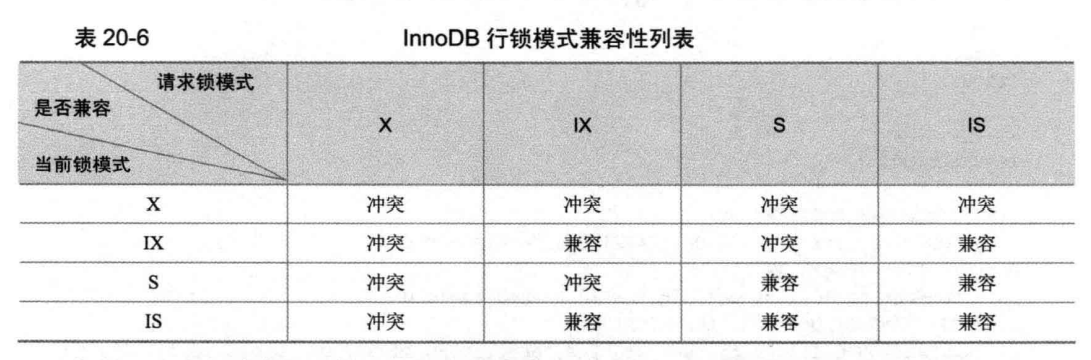 表 20-6 InnoDB 行锁模式兼容性列表
请求锁模式
是否兼容
当前锁模式
X IX S IS
X 冲突 冲突 冲突 冲突
IX 冲突 兼容 冲突 兼容
S 冲突 冲突 兼容 兼容
IS 冲突 兼容 兼容 兼容